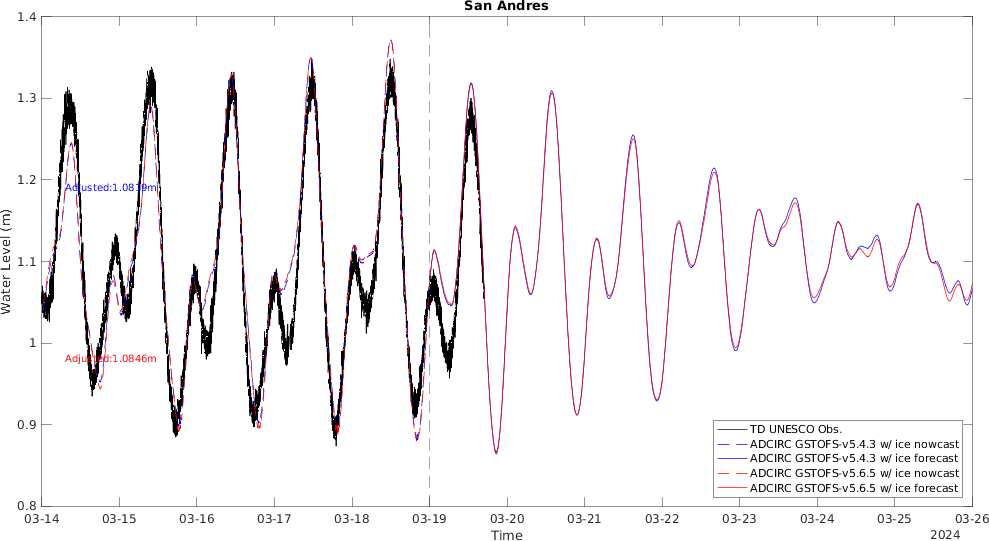 San Andres
1.4
1.3
1.2
1.1
1
0.9
0.8
Water Level (m)
Adjusted:1.0819m
Adjusted:1.0846m
TD UNESCO Obs.
ADCIRC GSTOFS-v5.4.3 w/ ice nowcast
ADCIRC GSTOFS-v5.4.3 w/ ice forecast
ADCIRC GSTOFS-v5.6.5 w/ ice nowcast
ADCIRC GSTOFS-v5.6.5 w/ ice forecast
03-14 03-15 03-16 03-17 03-18 03-19 03-20 03-21 03-22 03-23 03-24 03-25 03-26
Time
2024